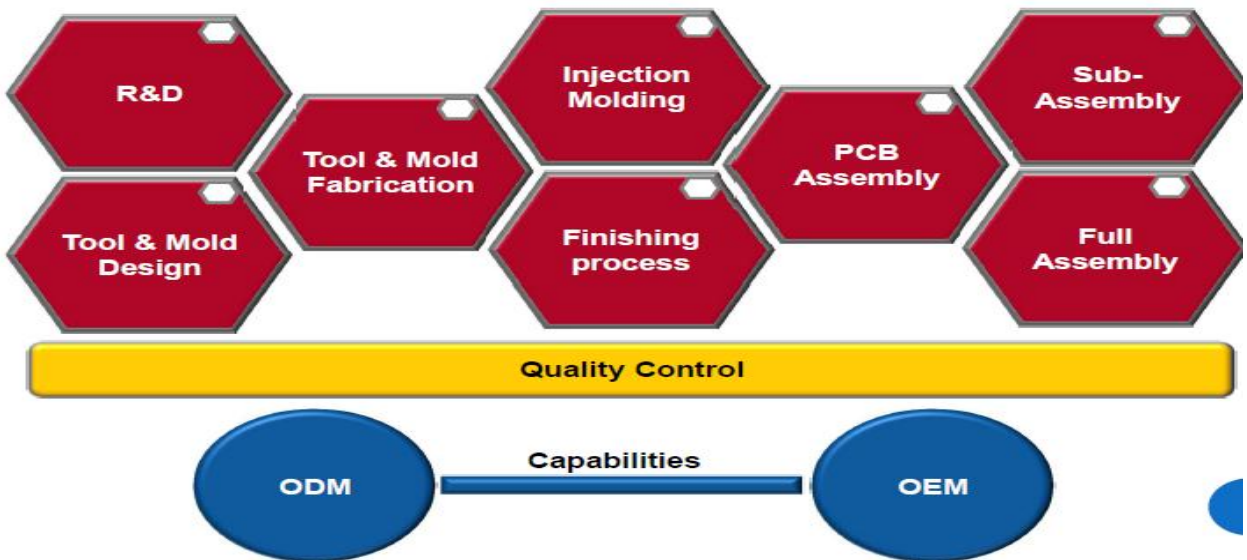 R&D
Tool & Mold
Design
Tool & Mold
Fabrication
Injection
Molding
Finishing
process
PCB
Assembly
Sub-
Assembly
Full
Assembly
Quality Control
ODM
Capabilities
OEM